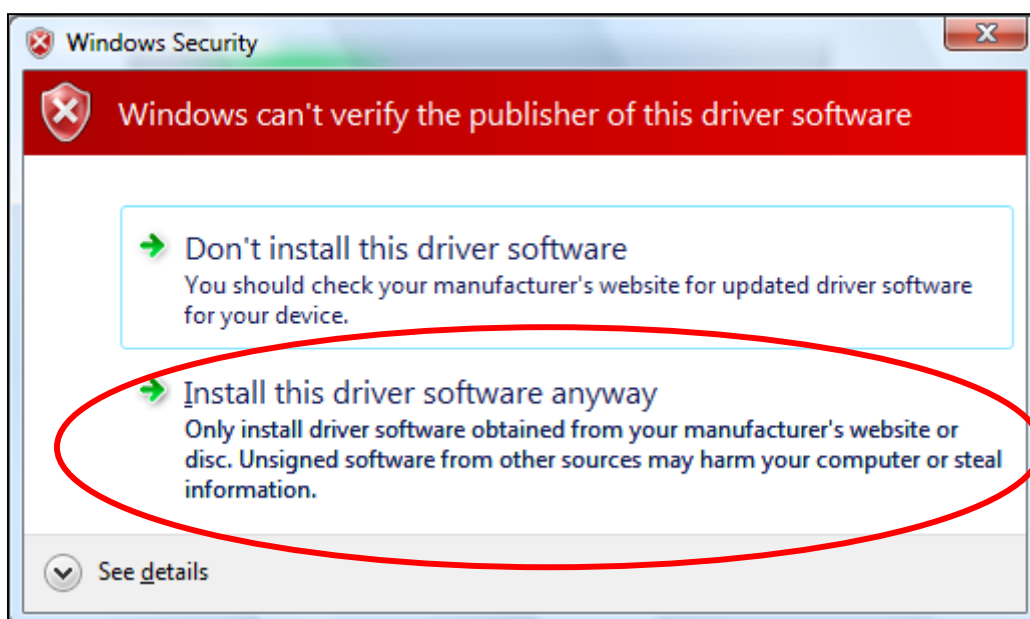 Windows Security
Windows can't verify the publisher of this driver software
Don't install this driver software
You should check your manufacturer's website for updated driver software
for your device.
Install this driver software anyway
Only install driver software obtained from your manufacturer's website or
disc. Unsigned software from other sources may harm your computer or steal
information.
See details